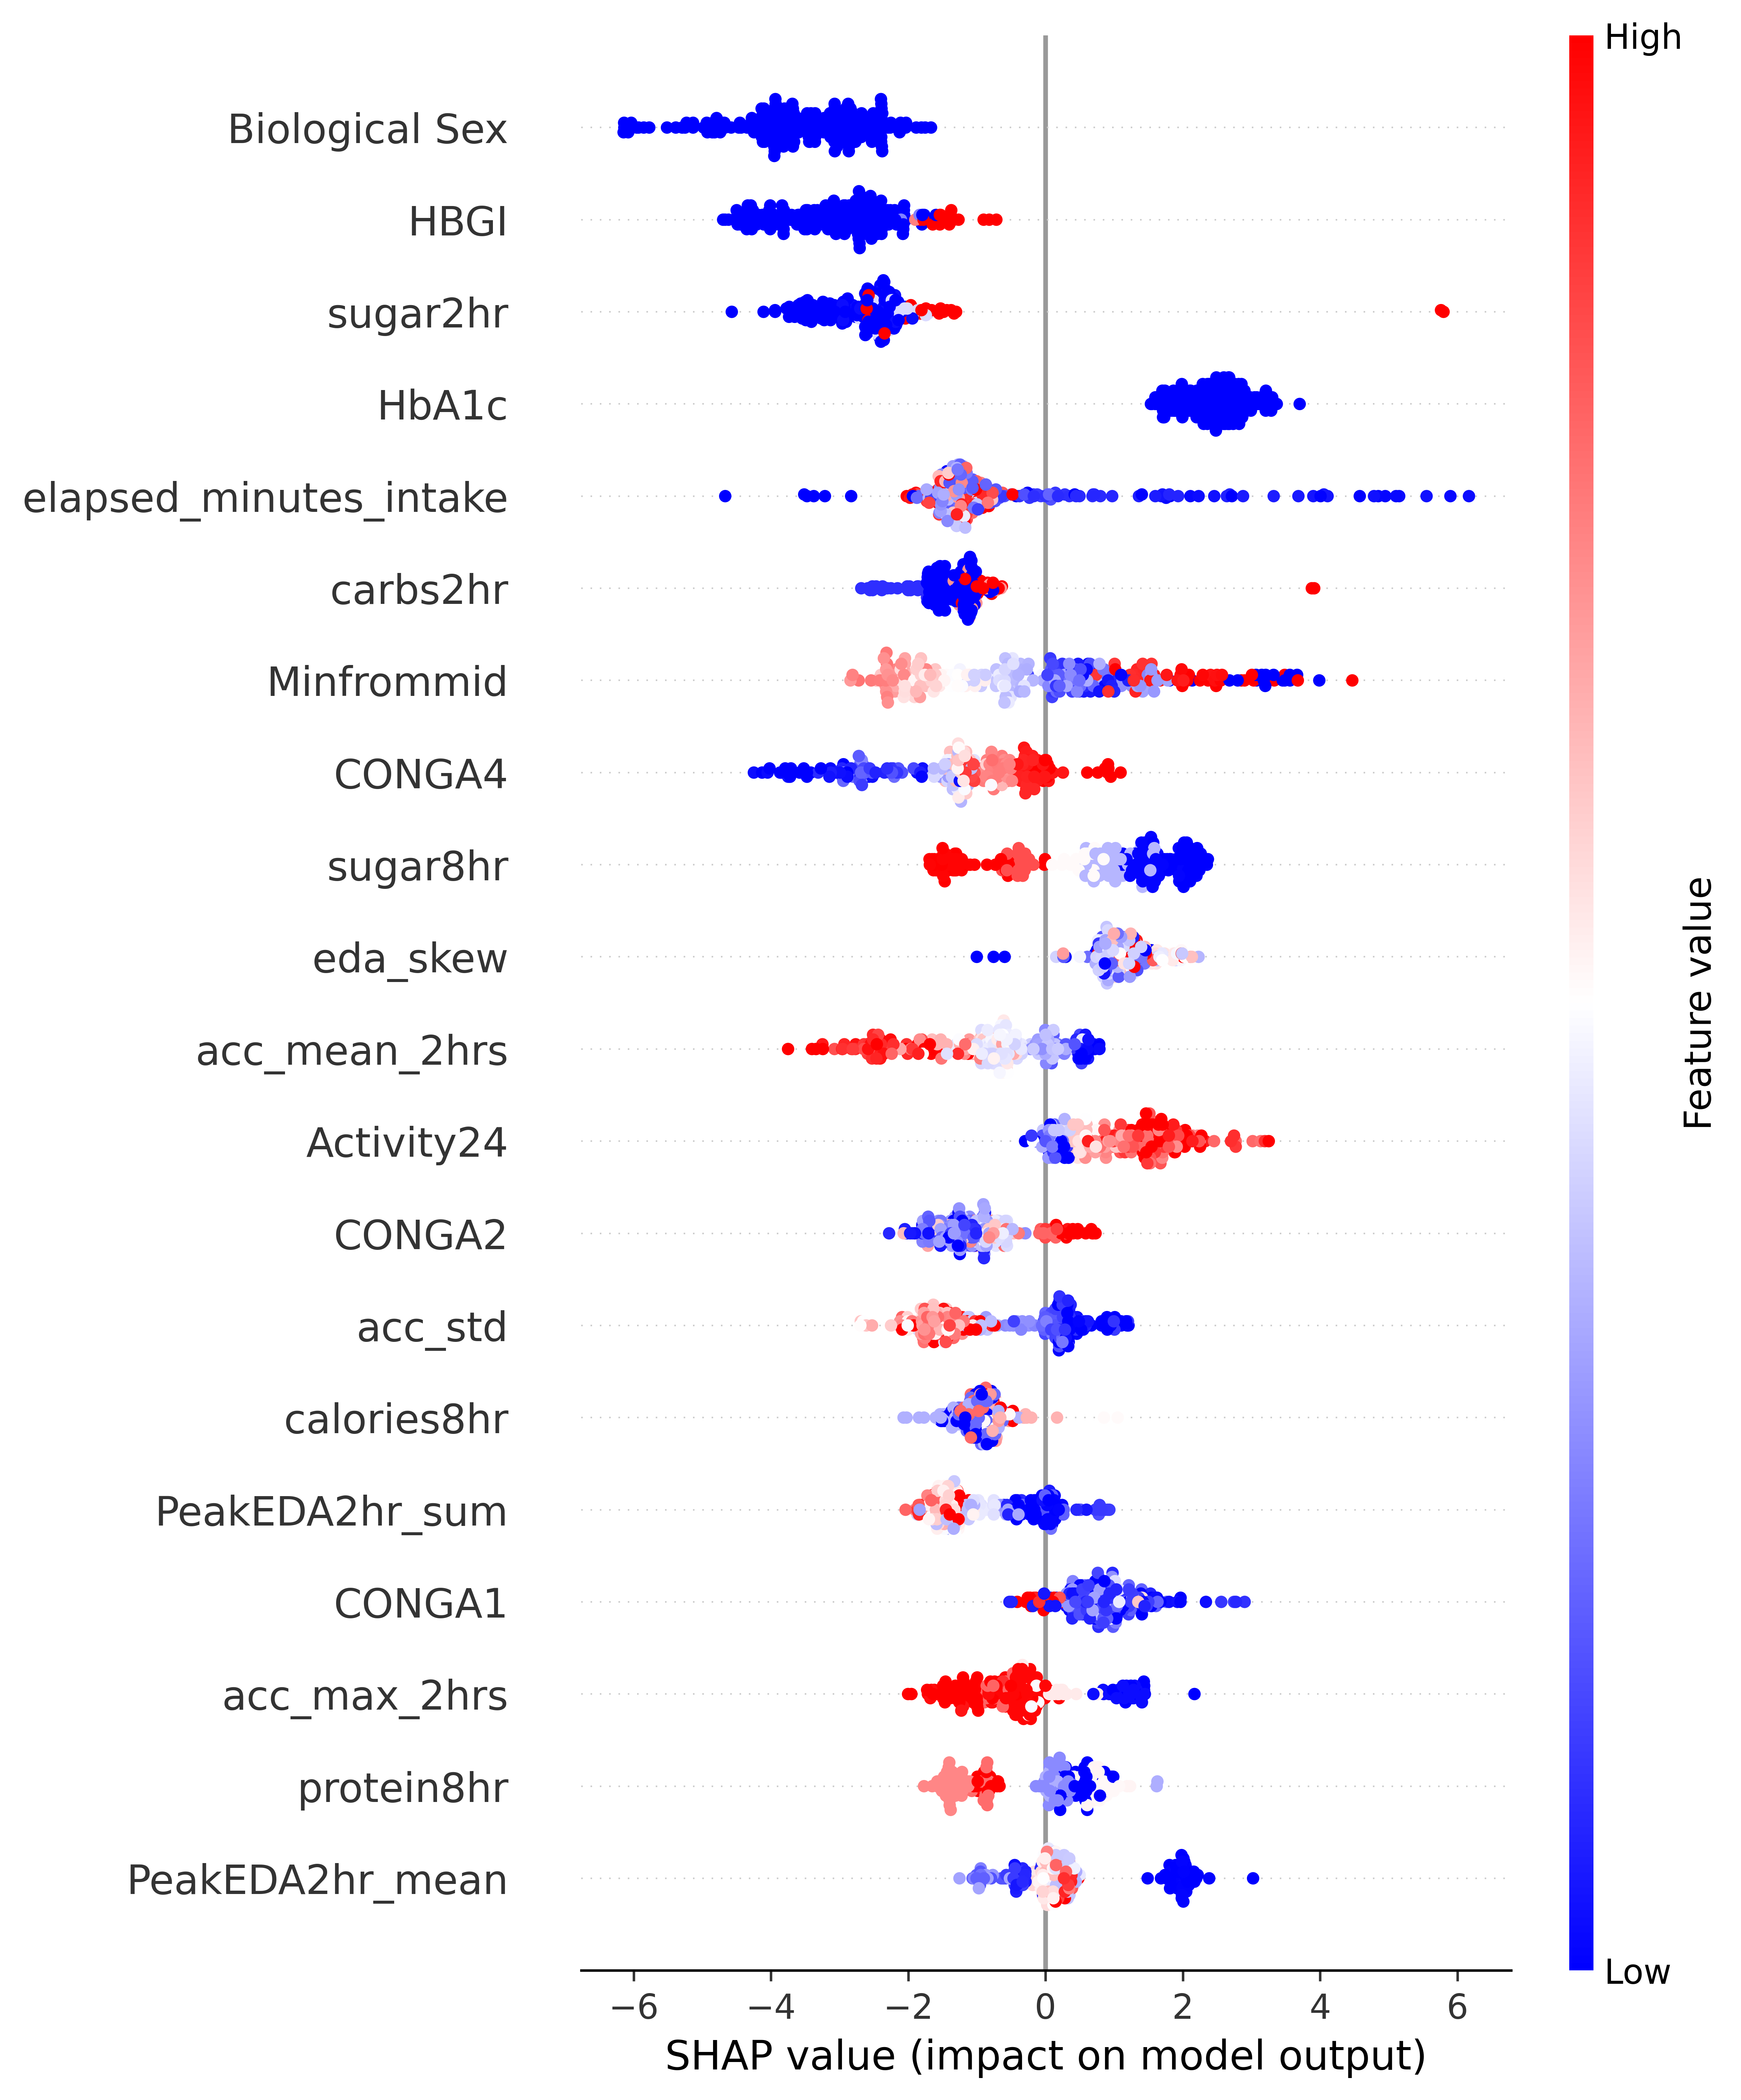 High
Biological Sex
HBGI
sugar2hr
HbA1c
elapsed_minutes_intake
carbs2hr
Minfrommid
CONGA4
sugar8hr
eda_skew
acc_mean_2hrs
Activity24
CONGA2
acc_std
calories8hr
PeakEDA2hr_sum
CONGA1
acc_max_2hrs
protein8hr
PeakEDA2hr_mean
Feature value
Low
−6 −4 −2 0 2 4 6
SHAP value (impact on model output)